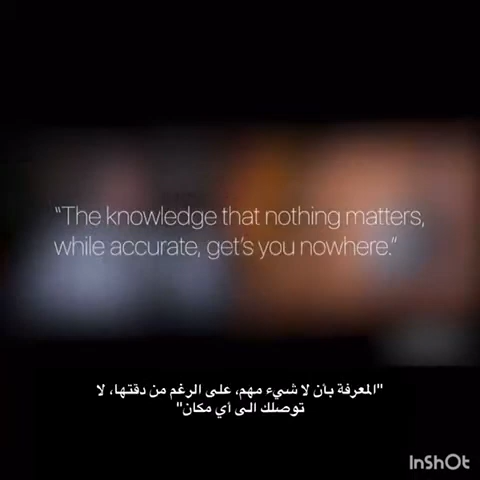 "The knowledge that nothing matters,
while accurate, get's you nowhere."
"المعرفة بأن لا شيء مهم، على الرغم من دقتها، لا
توصلك الى أي مكان"
InShOt